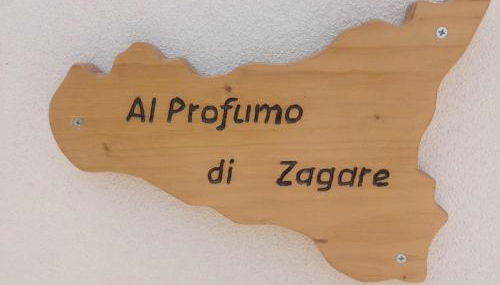 Al Profumo
di Zagare